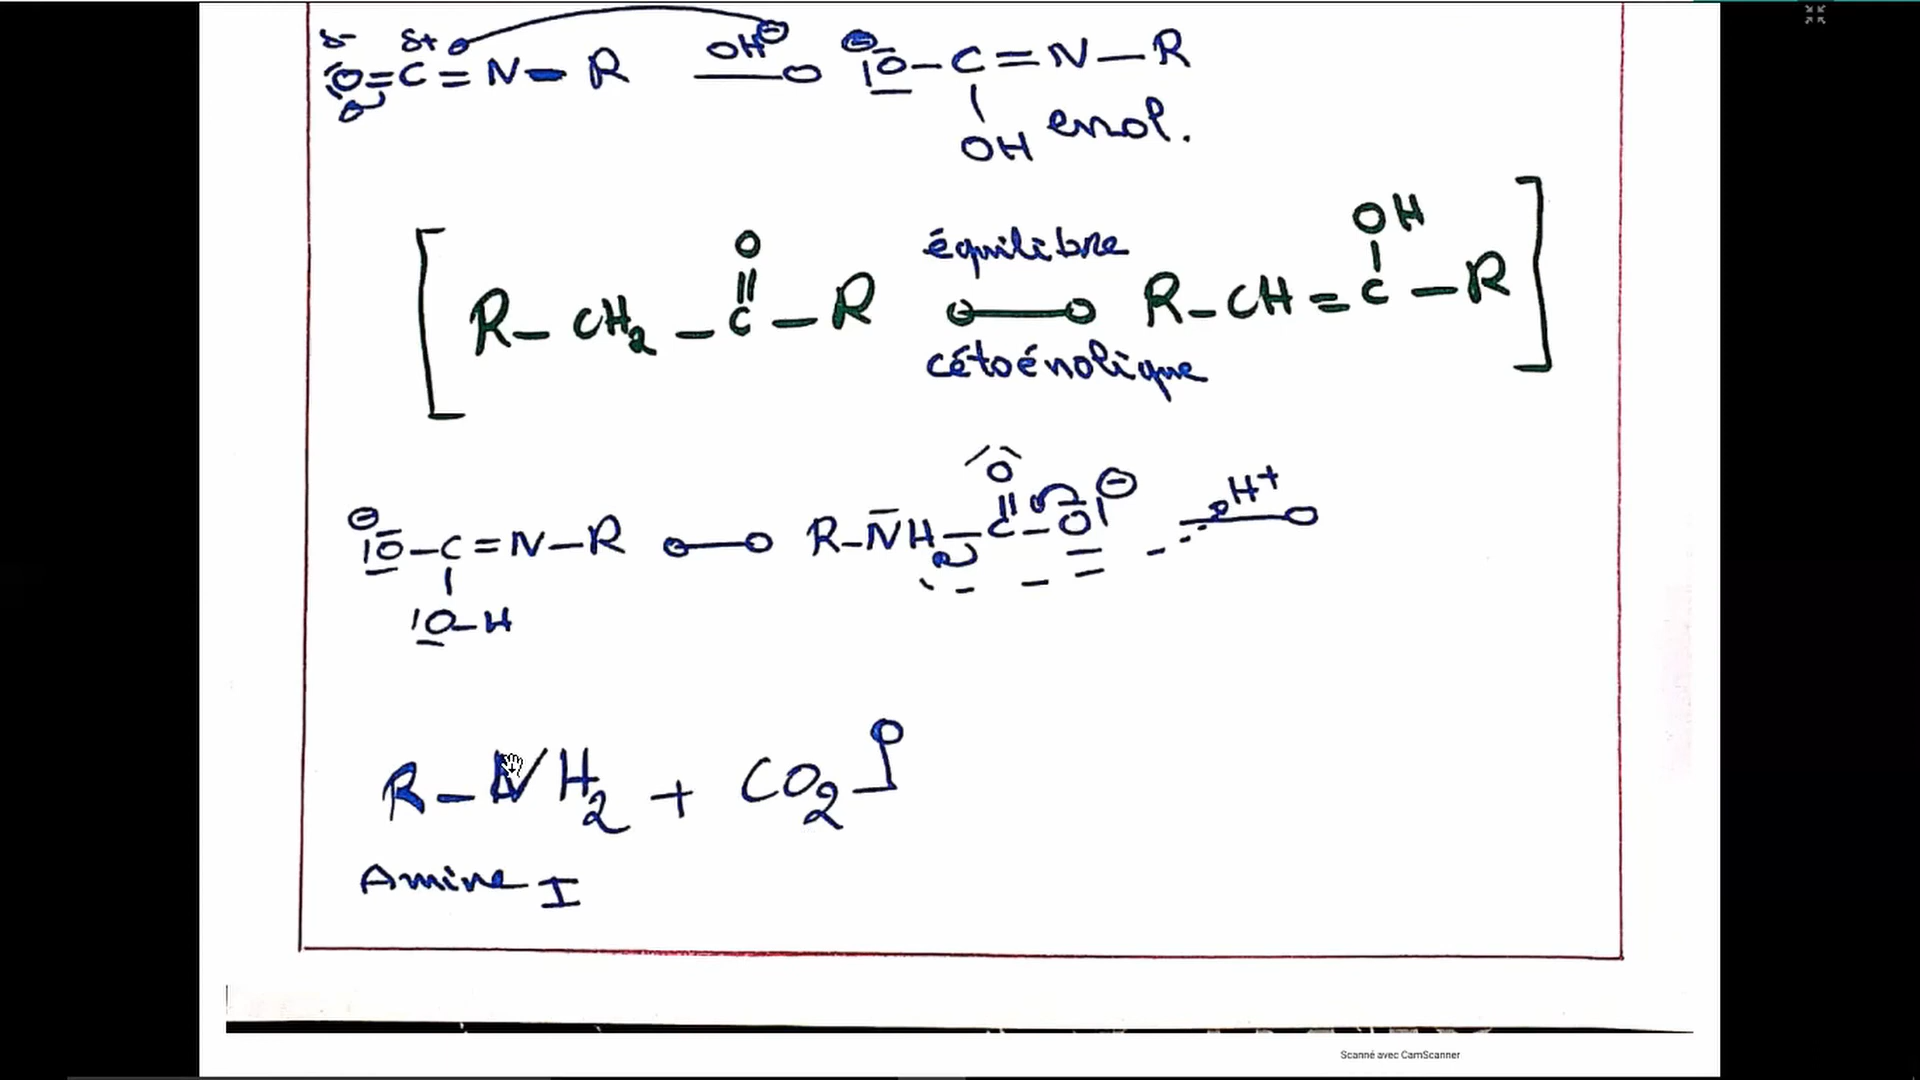 δ- δ+
O=C=N-R OH⊖ ⊖|O-C=N-R
OH enol.
O OH
[R-CH2-C-R équilibre cétoénolique R-CH=C-R]
⊖|O-C=N-R R-NH-C-O|⊖ H+
O
|O-H
R-NH2 + CO2
Amine I
Scanné avec CamScanner